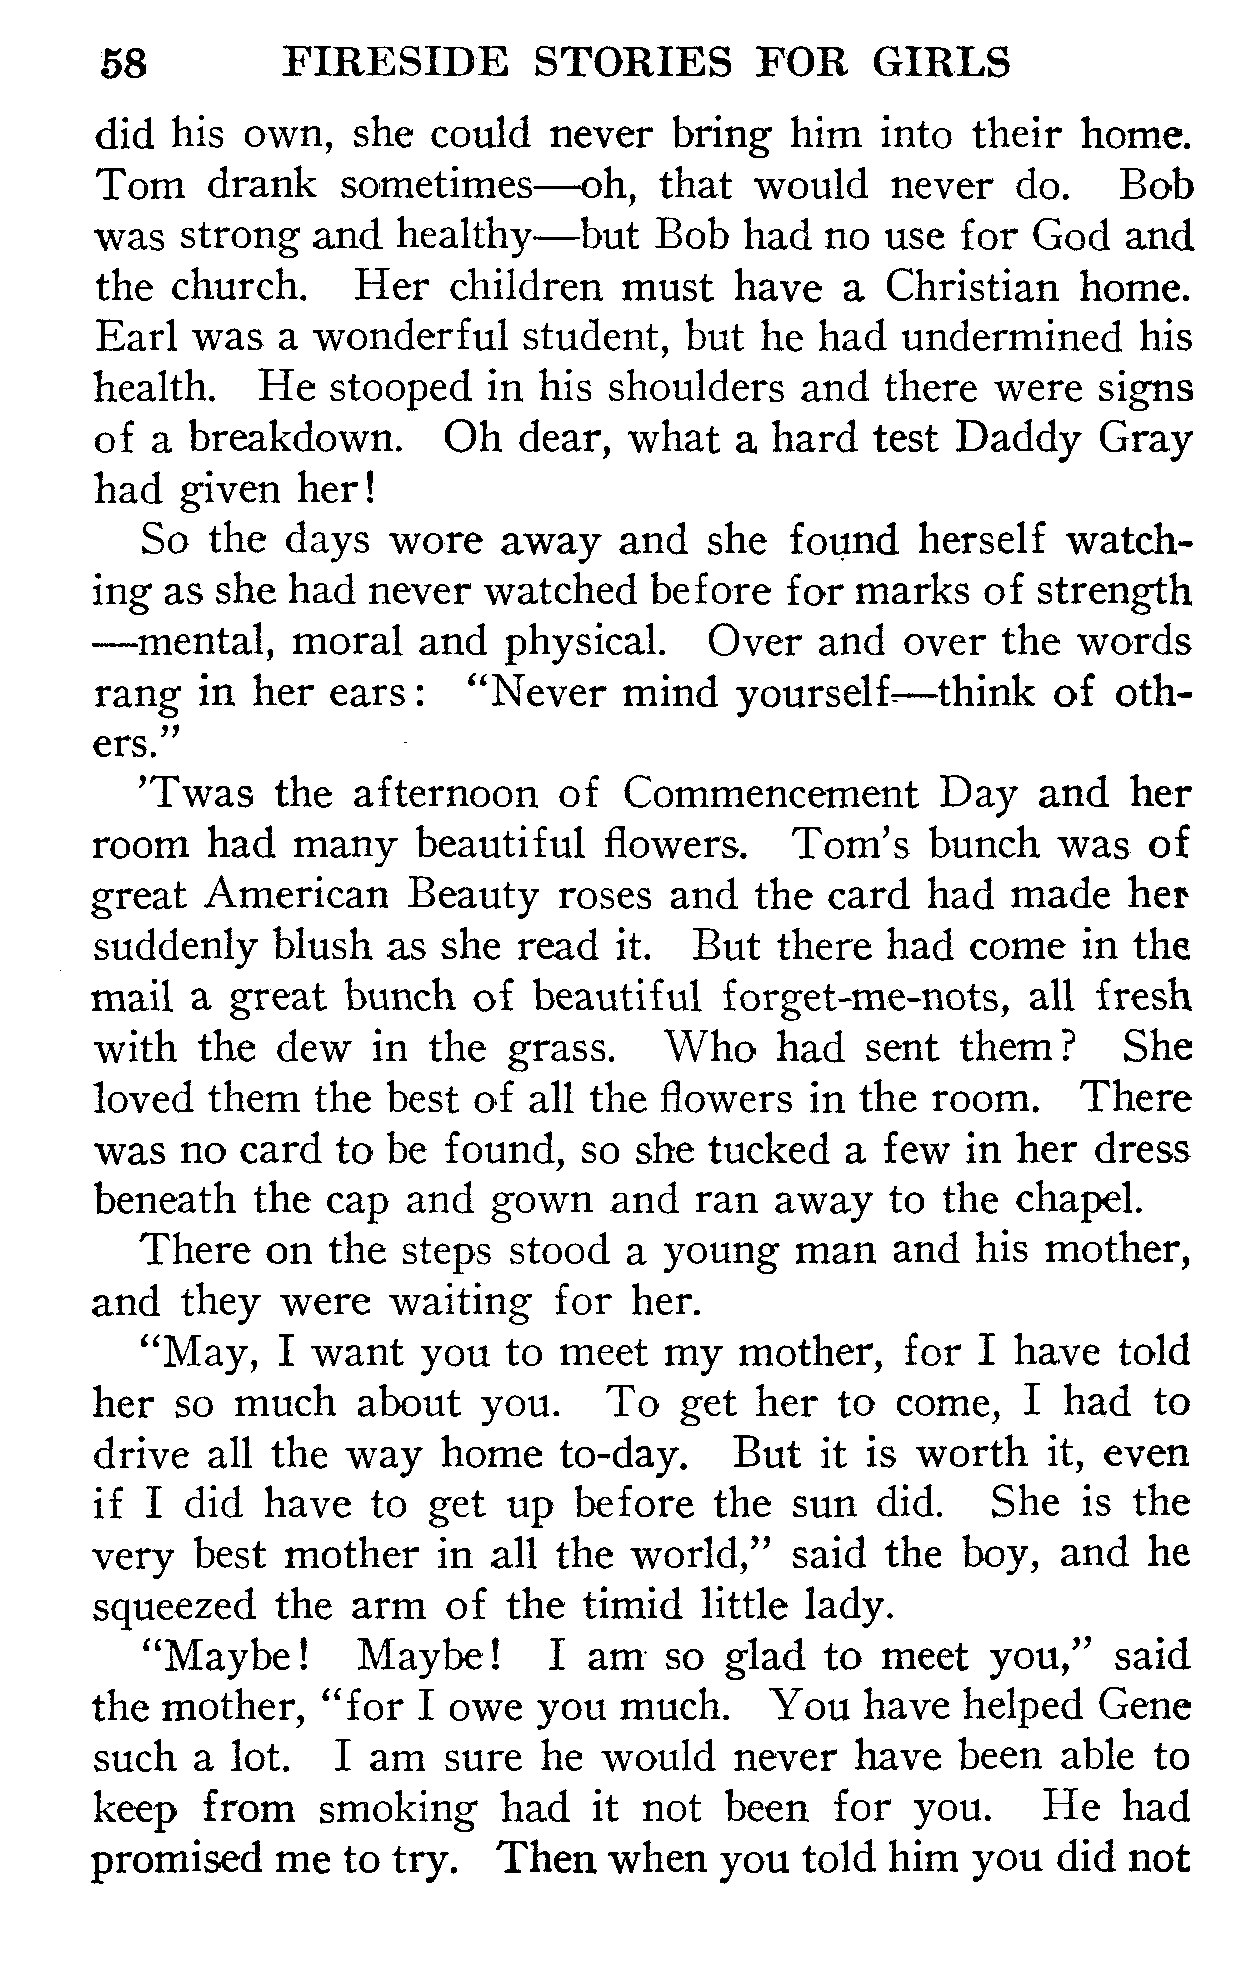 58 FIRESIDE STORIES FOR GIRLS
did his own, she could never bring him into their home.
Tom drank sometimes—oh, that would never do. Bob
was strong and healthy—but Bob had no use for God and
the church. Her children must have a Christian home.
Earl was a wonderful student, but he had undermined his
health. He stooped in his shoulders and there were signs
of a breakdown. Oh dear, what a hard test Daddy Gray
had given her!
So the days wore away and she found herself watch-
ing as she had never watched before for marks of strength
—mental, moral and physical. Over and over the words
rang in her ears: “Never mind yourself—think of oth-
ers.”
’Twas the afternoon of Commencement Day and her
room had many beautiful flowers. Tom’s bunch was of
great American Beauty roses and the card had made her
suddenly blush as she read it. But there had come in the
mail a great bunch of beautiful forget-me-nots, all fresh
with the dew in the grass. Who had sent them? She
loved them the best of all the flowers in the room. There
was no card to be found, so she tucked a few in her dress
beneath the cap and gown and ran away to the chapel.
There on the steps stood a young man and his mother,
and they were waiting for her.
“May, I want you to meet my mother, for I have told
her so much about you. To get her to come, I had to
drive all the way home to-day. But it is worth it, even
if I did have to get up before the sun did. She is the
very best mother in all the world,” said the boy, and he
squeezed the arm of the timid little lady.
“Maybe! Maybe! I am so glad to meet you,” said
the mother, “for I owe you much. You have helped Gene
such a lot. I am sure he would never have been able to
keep from smoking had it not been for you. He had
promised me to try. Then when you told him you did not